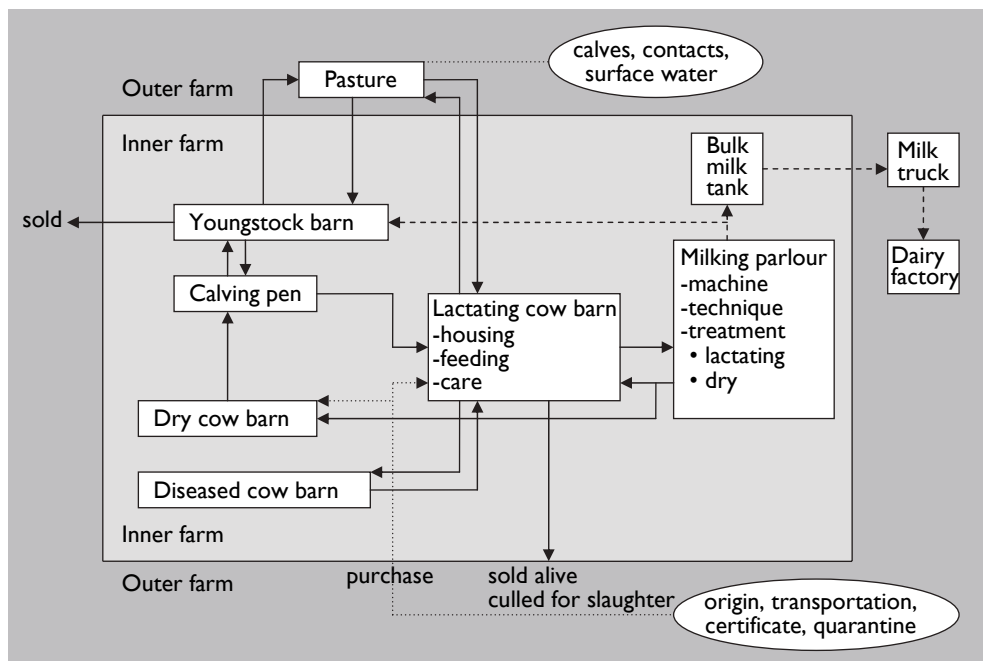 calves, contacts,
surface water
Pasture
Outer farm
Inner farm
Bulk
milk
tank
Milk
truck
sold
Youngstock barn
Milking parlour
-machine
-technique
-treatment
• lactating
• dry
Dairy
factory
Calving pen
Lactating cow barn
-housing
-feeding
-care
Dry cow barn
Diseased cow barn
Inner farm
Outer farm
purchase
sold alive
culled for slaughter
origin, transportation,
certificate, quarantine